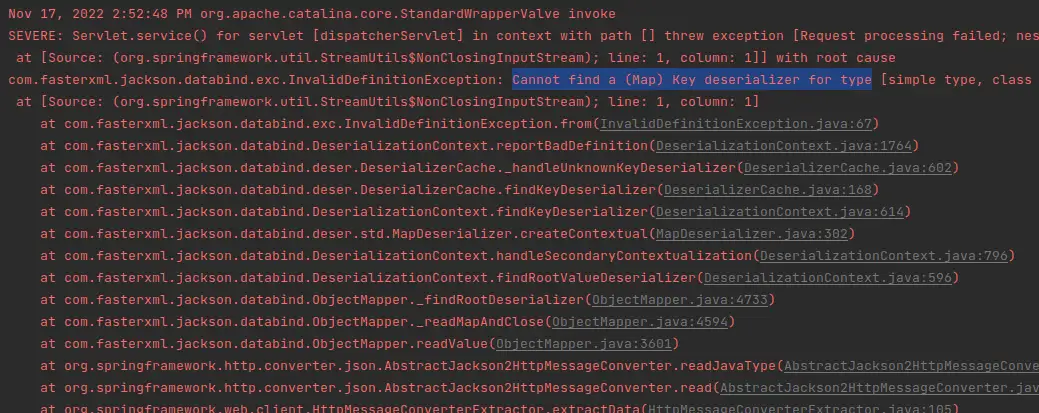 Nov 17, 2022 2:52:48 PM org.apache.catalina.core.StandardWrapperValve invoke
SEVERE: Servlet.service() for servlet [dispatcherServlet] in context with path [] threw exception [Request processing failed; nes
at [Source: (org.springframework.util.StreamUtils$NonClosingInputStream); line: 1, column: 1]] with root cause
com.fasterxml.jackson.databind.exc.InvalidDefinitionException: Cannot find a (Map) Key deserializer for type [simple type, class
at [Source: (org.springframework.util.StreamUtils$NonClosingInputStream); line: 1, column: 1]
at com.fasterxml.jackson.databind.exc.InvalidDefinitionException.from(InvalidDefinitionException.java:67)
at com.fasterxml.jackson.databind.DeserializationContext.reportBadDefinition(DeserializationContext.java:1764)
at com.fasterxml.jackson.databind.deser.DeserializerCache._handleUnknownKeyDeserializer(DeserializerCache.java:602)
at com.fasterxml.jackson.databind.deser.DeserializerCache.findKeyDeserializer(DeserializerCache.java:168)
at com.fasterxml.jackson.databind.DeserializationContext.findKeyDeserializer(DeserializationContext.java:614)
at com.fasterxml.jackson.databind.deser.std.MapDeserializer.createContextual(MapDeserializer.java:302)
at com.fasterxml.jackson.databind.DeserializationContext.handleSecondaryContextualization(DeserializationContext.java:796)
at com.fasterxml.jackson.databind.DeserializationContext.findRootValueDeserializer(DeserializationContext.java:596)
at com.fasterxml.jackson.databind.ObjectMapper._findRootDeserializer(ObjectMapper.java:4733)
at com.fasterxml.jackson.databind.ObjectMapper._readMapAndClose(ObjectMapper.java:4594)
at com.fasterxml.jackson.databind.ObjectMapper.readValue(ObjectMapper.java:3601)
at org.springframework.http.converter.json.AbstractJackson2HttpMessageConverter.readJavaType(AbstractJackson2HttpMessageConve
at org.springframework.http.converter.json.AbstractJackson2HttpMessageConverter.read(AbstractJackson2HttpMessageConverter.jav
at org.springframework.web.client.HttpMessageConverterExtractor.extractData(HttpMessageConverterExtractor.java:105)